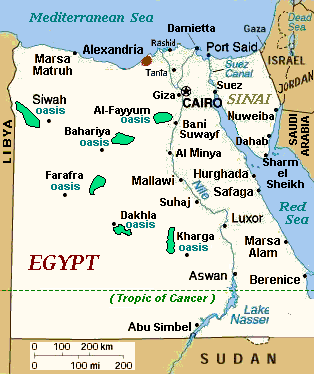 Mediterranean Sea
Damietta
Gaza
Dead
Sea
Rashid
Alexandria
Port Said
Marsa
Matruh
Suez
Canal
ISRAEL
Tanta
Suez
JORDAN
Siwah
oasis
Al-Fayyum
oasis
Giza
CAIRO
SINAI
Nuweiba
Bahariya
oasis
Bani
Suwayf
LIBYA
SAUDI
ARABIA
Dahab
Al Minya
Sharm
el
Sheikh
Farafra
oasis
Mallawi
Hurghada
Nile
Safaga
Suhaj
Red
Sea
Dakhla
oasis
Luxor
Kharga
oasis
Marsa
Alam
EGYPT
Aswan
Berenice
( Tropic of Cancer )
Lake
Nasser
Abu Simbel
0 100 200 km
0 100 mi 200
SUDAN